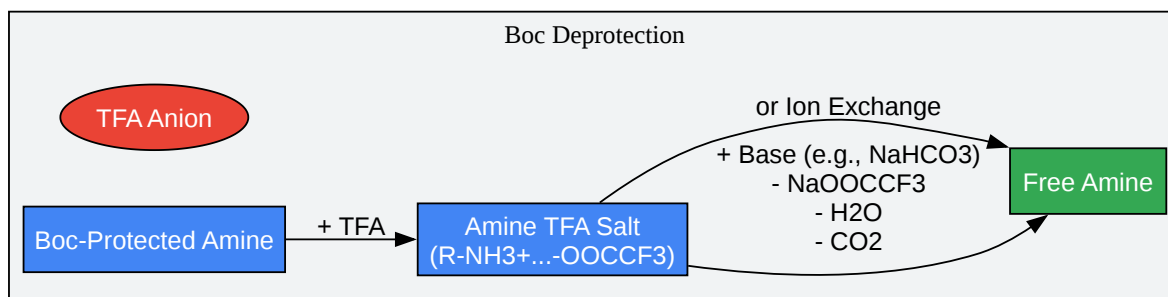 Boc Deprotection
TFA Anion
Boc-Protected Amine
+ TFA
Amine TFA Salt
(R-NH3+...-OOCCF3)
or Ion Exchange
+ Base (e.g., NaHCO3)
- NaOOCCF3
- H2O
- CO2
Free Amine